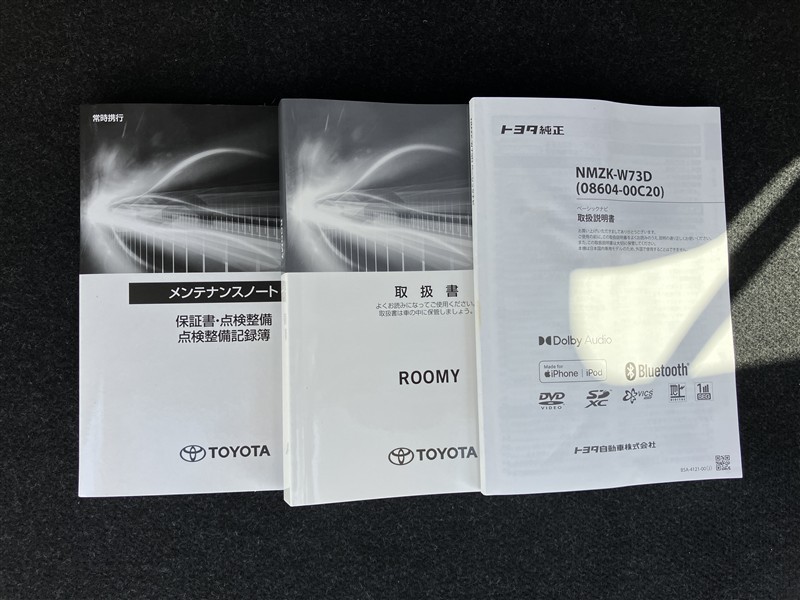 常時携行
メンテナンスノート
保証書・点検整備
点検整備記録簿
TOYOTA
取扱書
よくお読みになってご使用ください。
取扱書は車の中に保管しましょう。
ROOMY
TOYOTA
トヨタ純正
NMZK-W73D
(08604-00C20)
ベーシックナビ
取扱説明書
Dolby Audio
Made for
iPhone iPod
Bluetooth
DVD
VIDEO
SD
XC
VICS
トヨタ自動車株式会社